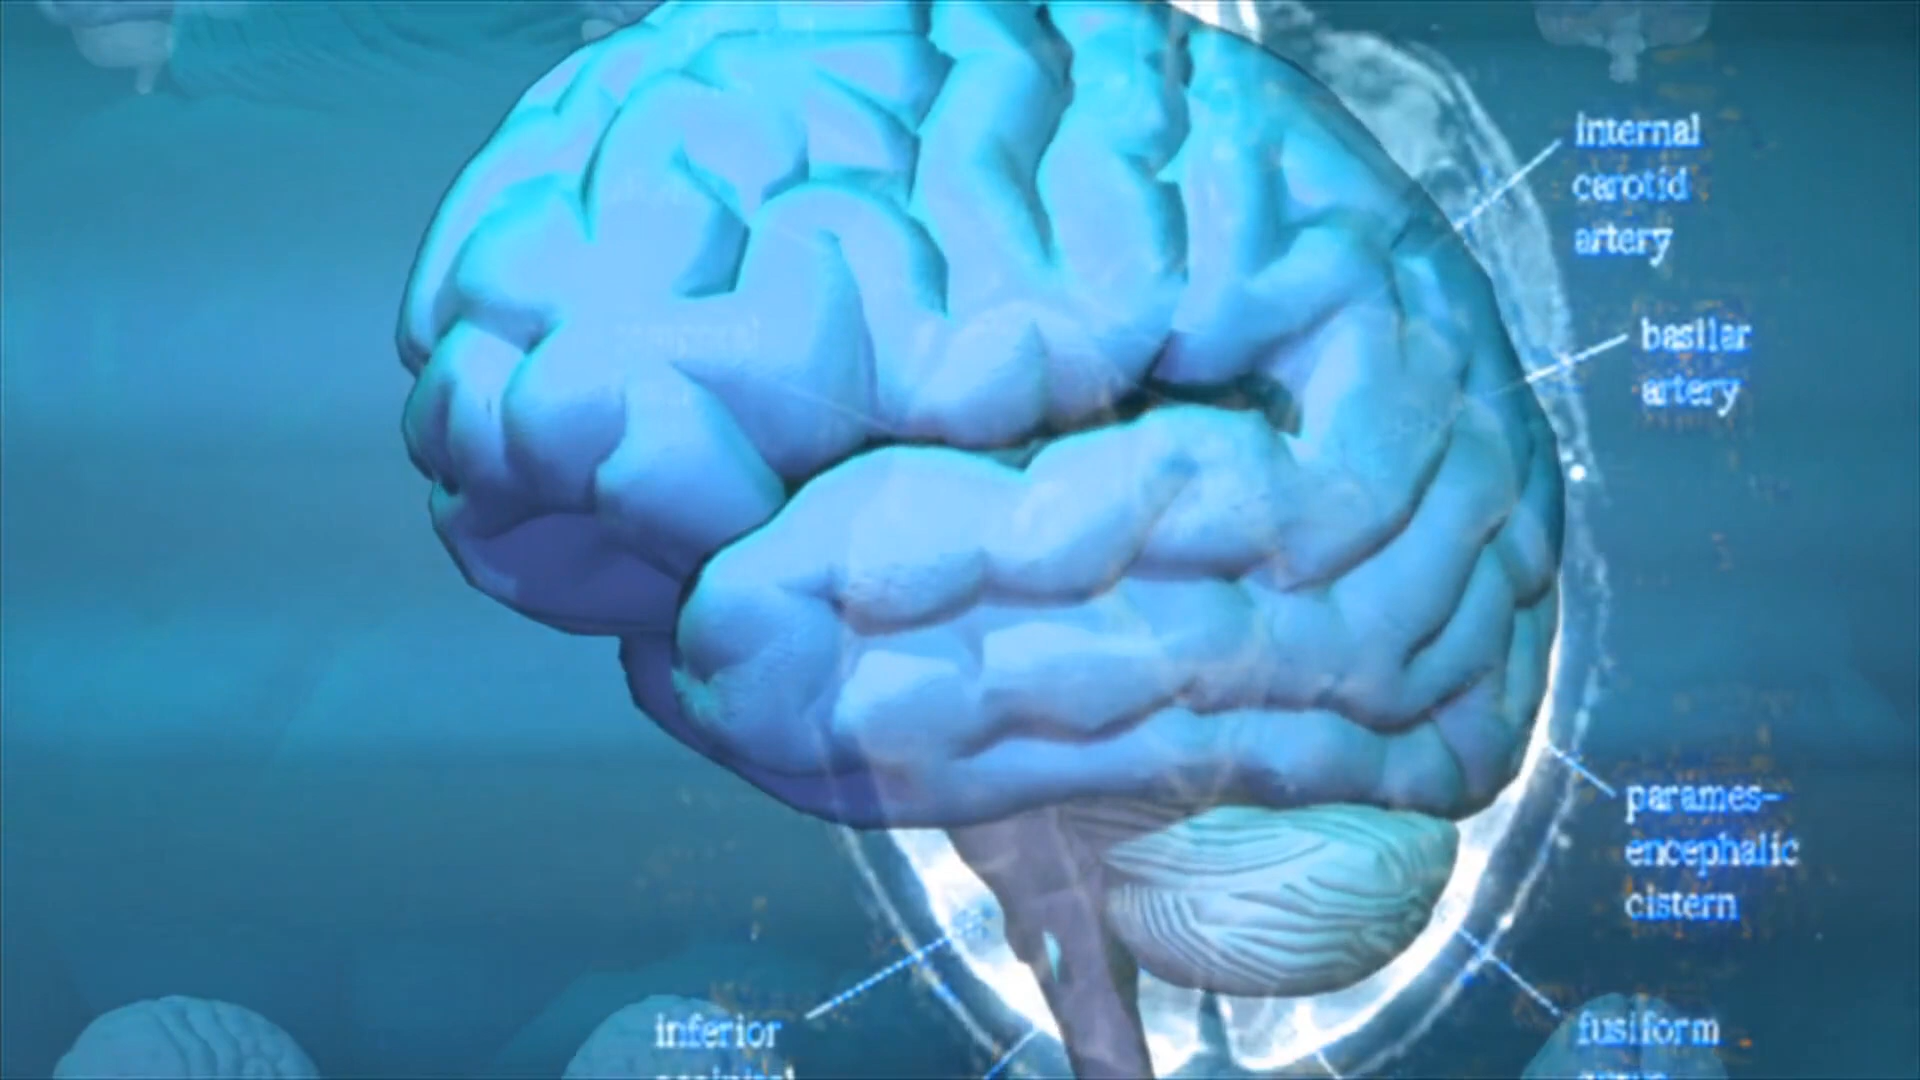 internal
carotid
artery
basilar
artery
parames-
encephalic
cistern
inferior
fusiform